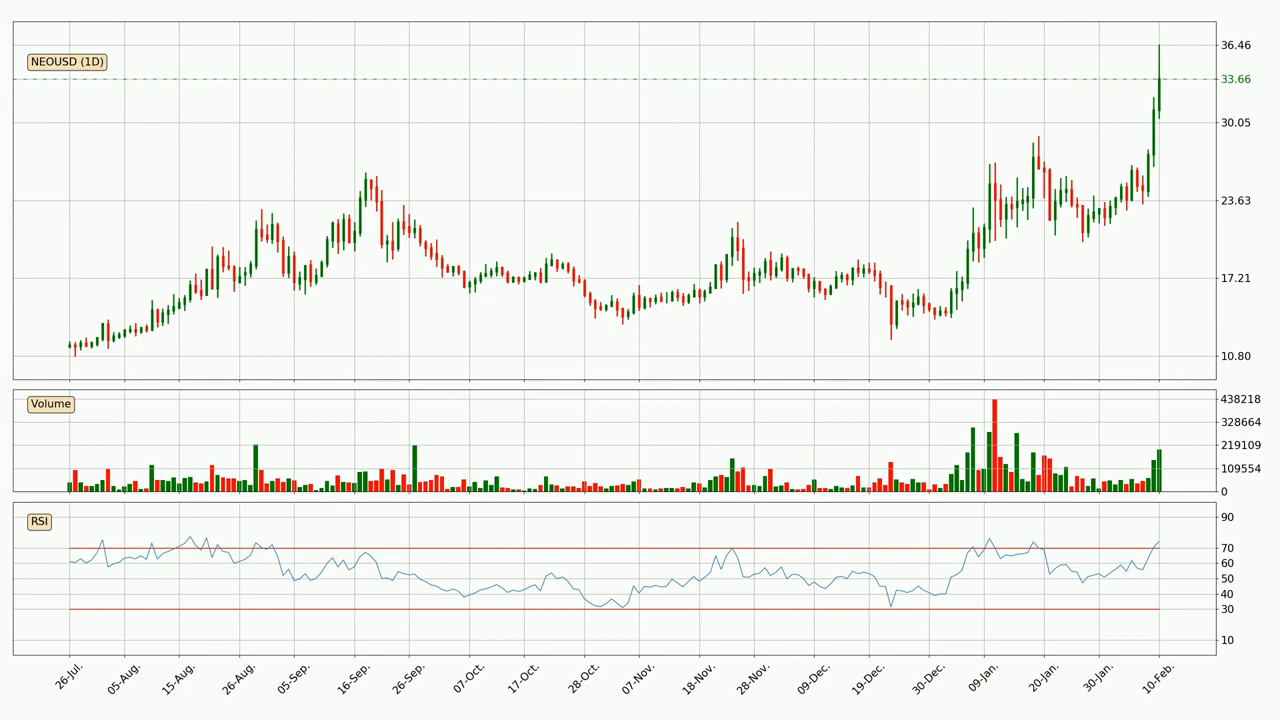 NEOUSD (1D)
36.46
33.66
30.05
23.63
17.21
10.80
Volume
438218
328664
219109
109554
0
RSI
90
70
60
50
40
30
10
26-Jul.
05-Aug.
15-Aug.
26-Aug.
05-Sep.
16-Sep.
26-Sep.
07-Oct.
17-Oct.
28-Oct.
07-Nov.
18-Nov.
28-Nov.
09-Dec.
19-Dec.
30-Dec.
09-Jan.
20-Jan.
30-Jan.
10-Feb.